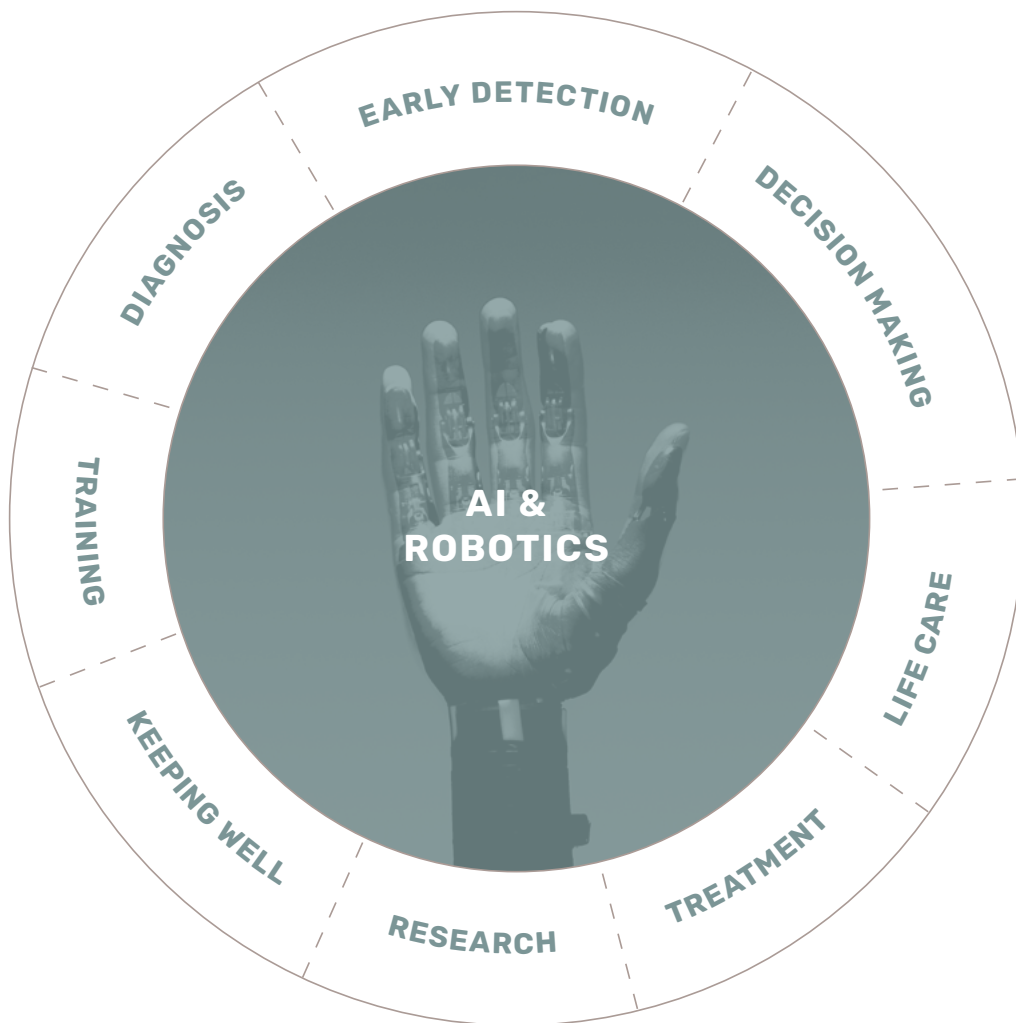 EARLY DETECTION
DECISION MAKING
LIFE CARE
TREATMENT
RESEARCH
KEEPING WELL
TRAINING
DIAGNOSIS
AI &
ROBOTICS